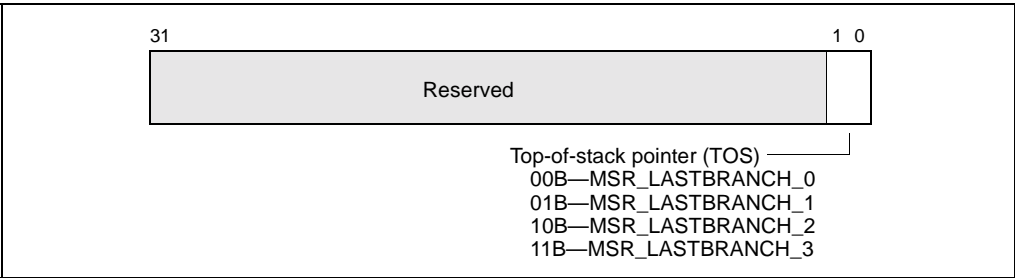 31 1 0
Reserved
Top-of-stack pointer (TOS)
00B—MSR_LASTBRANCH_0
01B—MSR_LASTBRANCH_1
10B—MSR_LASTBRANCH_2
11B—MSR_LASTBRANCH_3